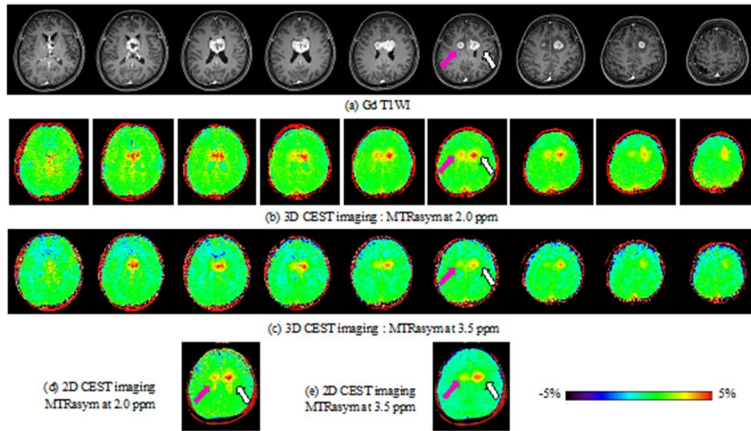 (a) Gd T1WI
(b) 3D CEST imaging : MTRasym at 2.0 ppm
(c) 3D CEST imaging : MTRasym at 3.5 ppm
(d) 2D CEST imaging
MTRasym at 2.0 ppm
(e) 2D CEST imaging
MTRasym at 3.5 ppm
-5%
5%